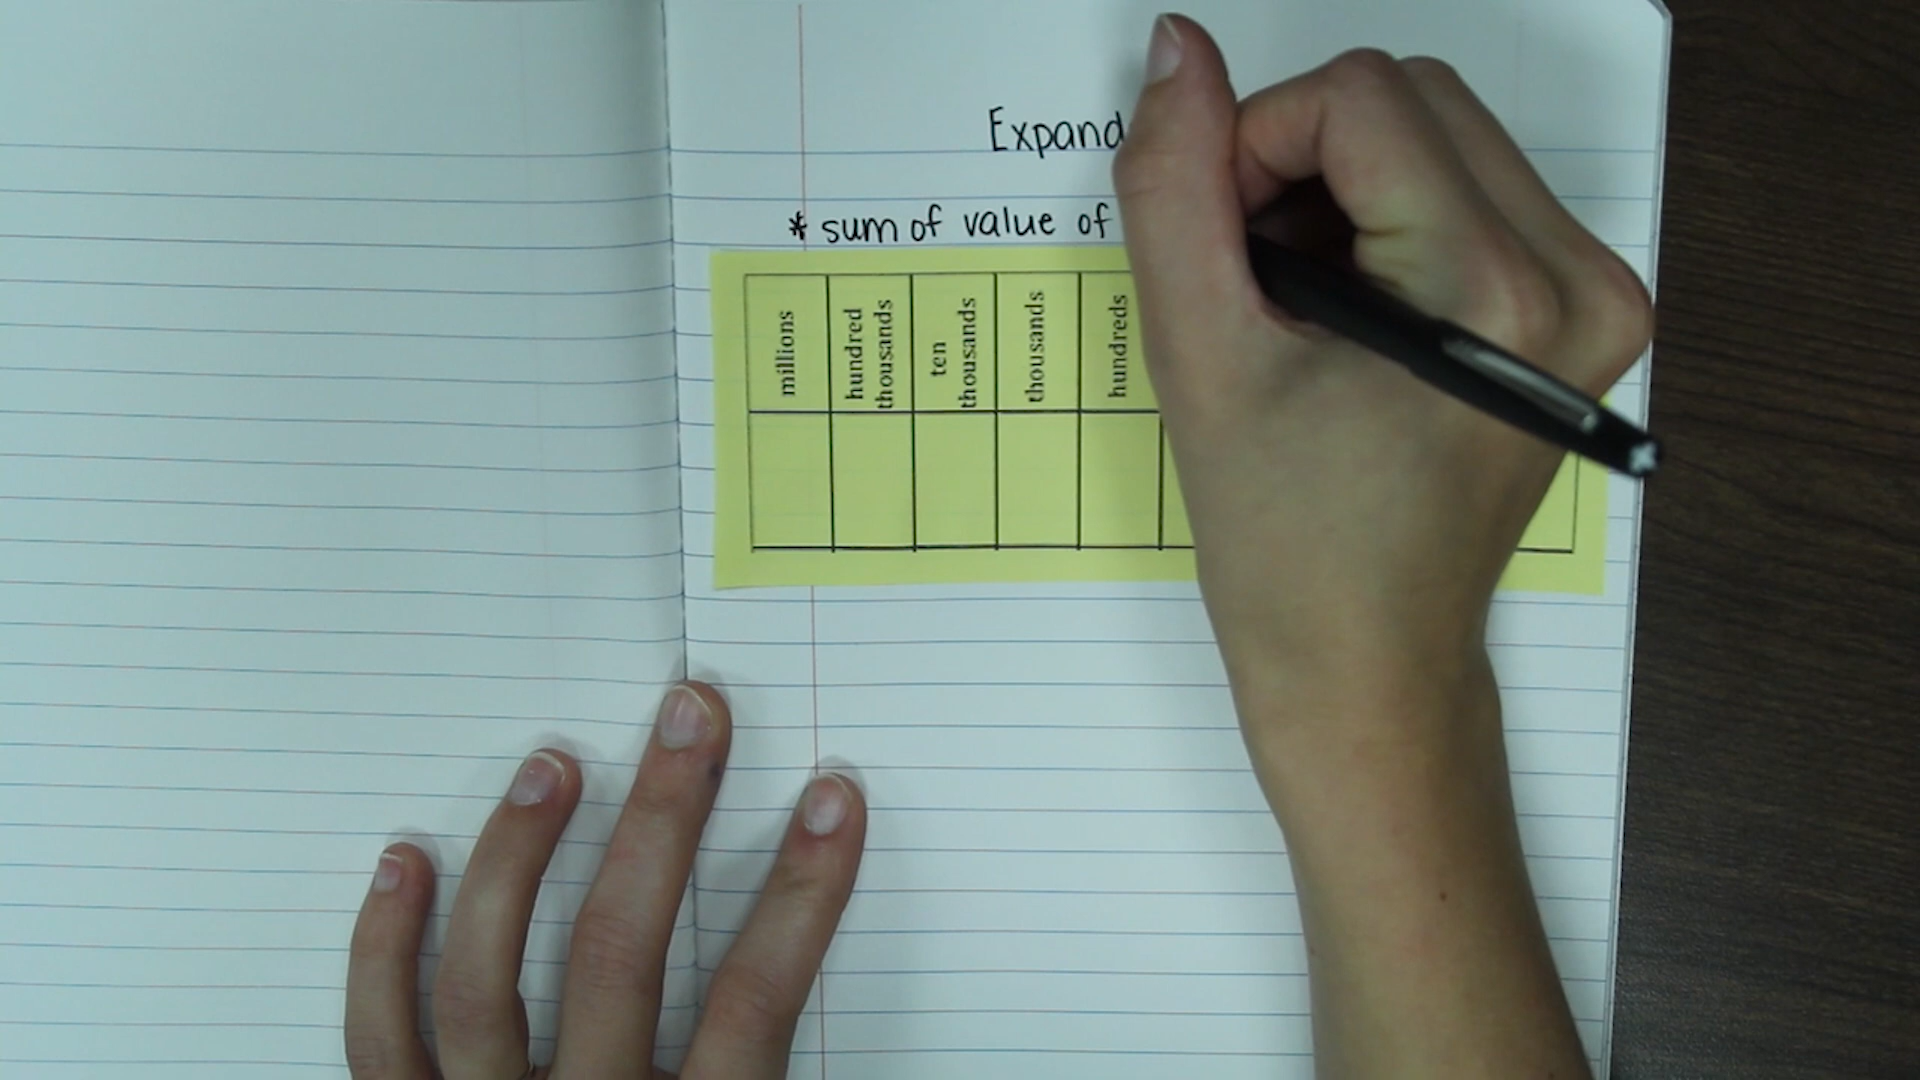 Expand
* sum of value of
millions
hundred
thousands
ten
thousands
thousands
hundreds